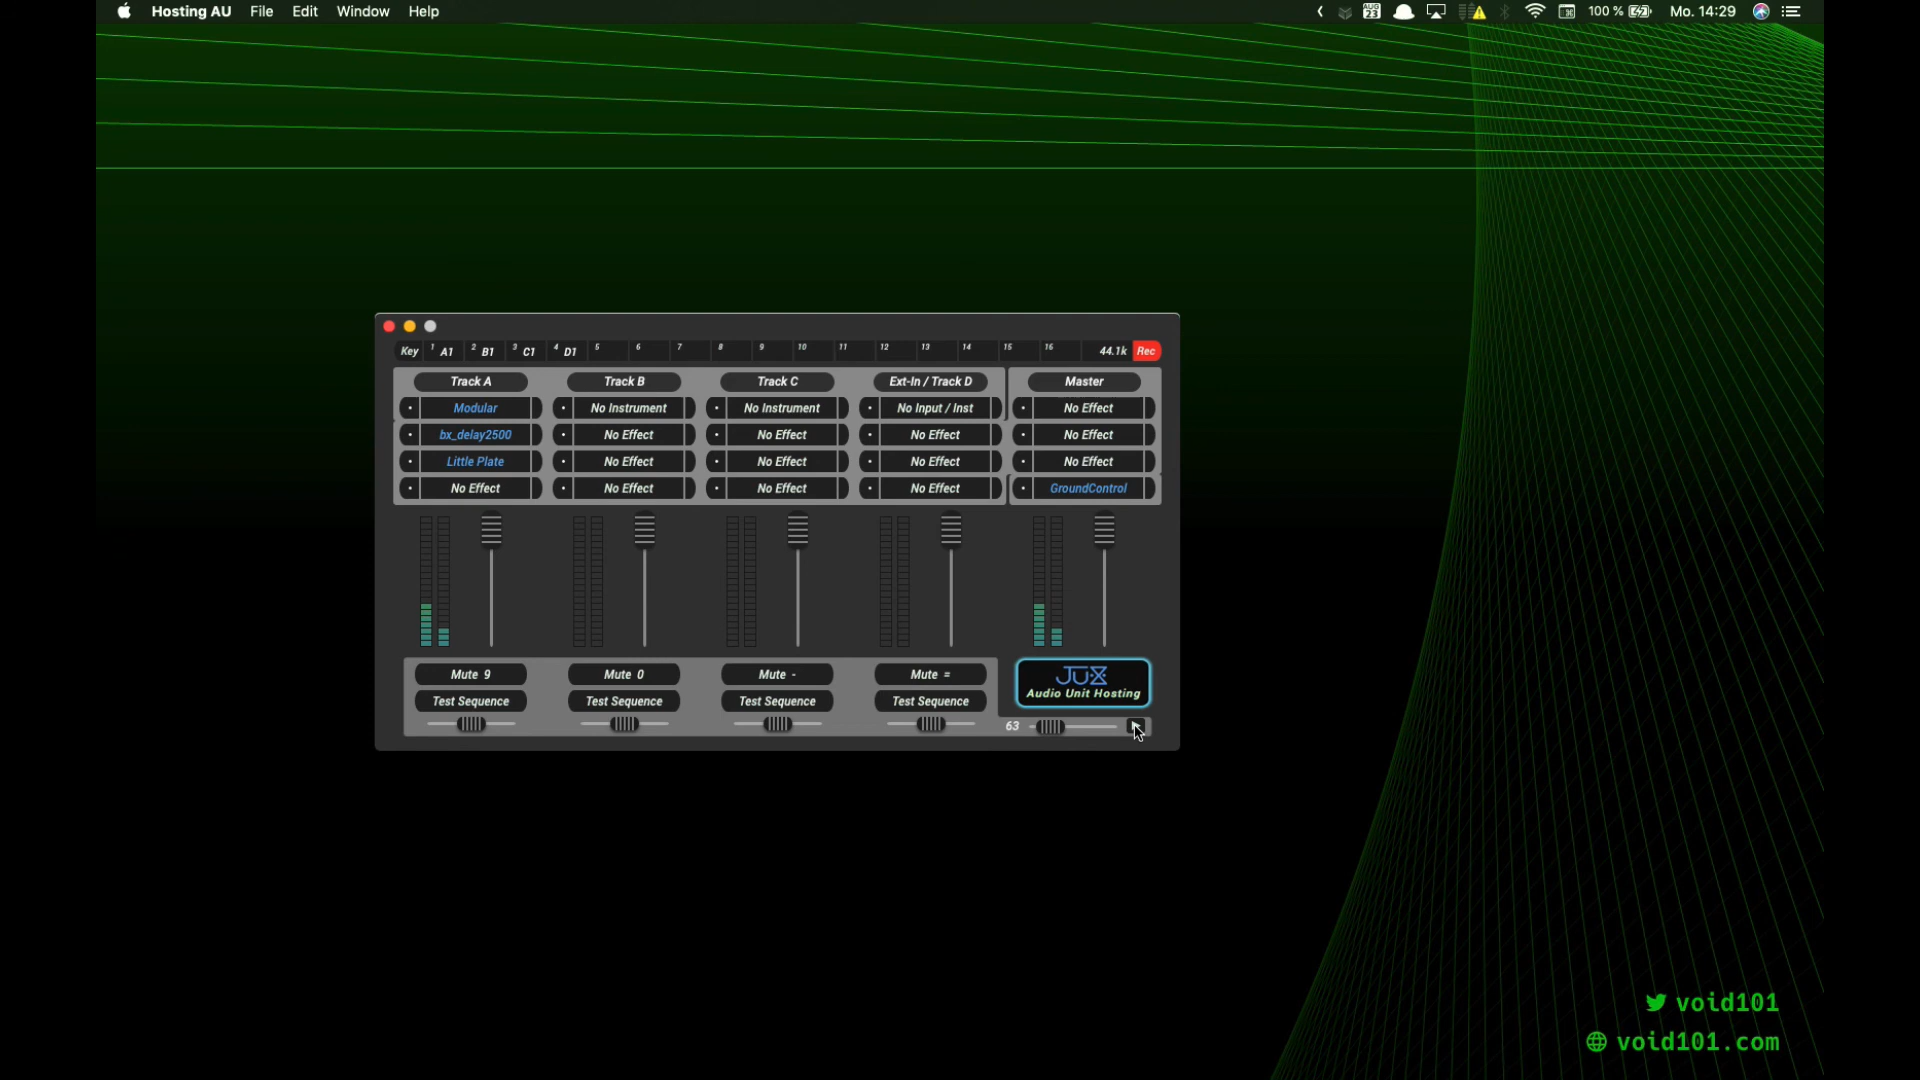 Hosting AU File Edit Window Help
AUG 23 100 % Mo. 14:29
Key 1 A1 2 B1 3 C1 4 D1 5 6 7 8 9 10 11 12 13 14 15 16 44.1k Rec
Track A Track B Track C Ext-In / Track D Master
Modular No Instrument No Instrument No Input / Inst No Effect
bx_delay2500 No Effect No Effect No Effect No Effect
Little Plate No Effect No Effect No Effect No Effect
No Effect No Effect No Effect No Effect GroundControl
Mute 9 Mute 0 Mute - Mute = JUX
Audio Unit Hosting
Test Sequence Test Sequence Test Sequence Test Sequence
63
void101
void101.com